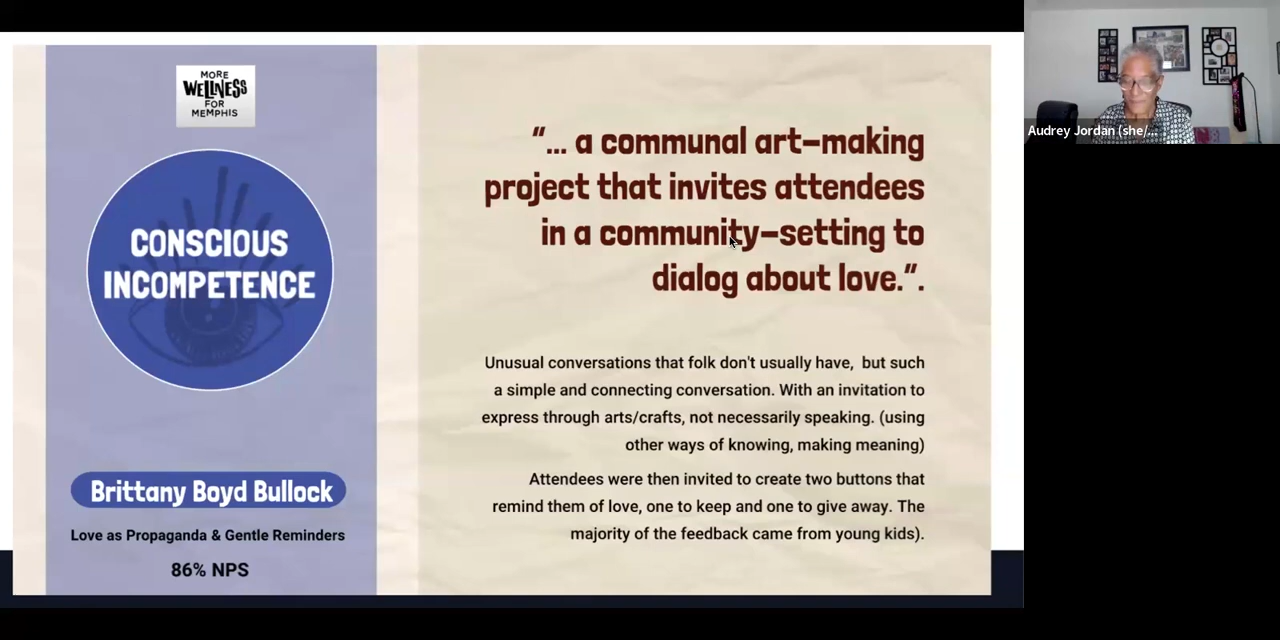 MORE
WELLNESS
FOR
MEMPHIS
CONSCIOUS
INCOMPETENCE
Brittany Boyd Bullock
Love as Propaganda & Gentle Reminders
86% NPS
“... a communal art-making
project that invites attendees
in a community-setting to
dialog about love.”.
Unusual conversations that folk don't usually have, but such
a simple and connecting conversation. With an invitation to
express through arts/crafts, not necessarily speaking. (using
other ways of knowing, making meaning)
Attendees were then invited to create two buttons that
remind them of love, one to keep and one to give away. The
majority of the feedback came from young kids).
Audrey Jordan (she/...